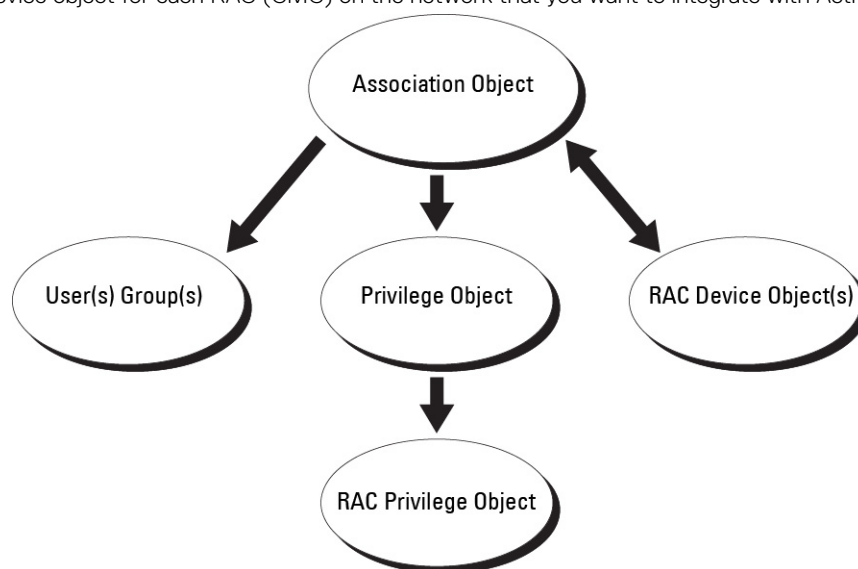 device object for each RAC (CMC) on the network that you want to integrate with
Association Object
User(s) Group(s)
Privilege Object
RAC Device Object(s)
RAC Privilege Object